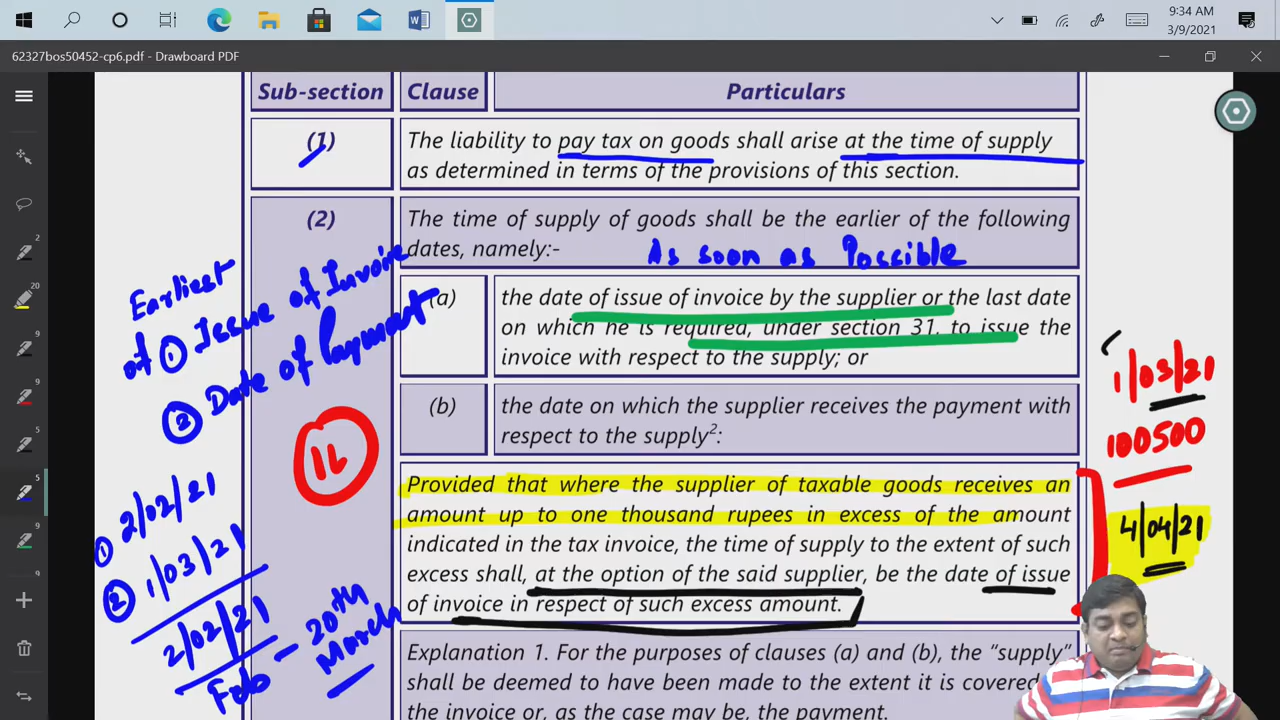 9:34 AM
3/9/2021
62327bos50452-cp6.pdf - Drawboard PDF
Sub-section Clause Particulars
(1) The liability to pay tax on goods shall arise at the time of supply
as determined in terms of the provisions of this section.
(2) The time of supply of goods shall be the earlier of the following
dates, namely:-
As soon as Possible
(a) the date of issue of invoice by the supplier or the last date
on which he is required, under section 31, to issue the
invoice with respect to the supply; or
(b) the date on which the supplier receives the payment with
respect to the supply2:
Provided that where the supplier of taxable goods receives an
amount up to one thousand rupees in excess of the amount
indicated in the tax invoice, the time of supply to the extent of such
excess shall, at the option of the said supplier, be the date of issue
of invoice in respect of such excess amount.
Explanation 1. For the purposes of clauses (a) and (b), the “supply”
shall be deemed to have been made to the extent it is covered
the invoice or, as the case may be, the payment.
Earliest
of 1 Issue of Invoice
2 Date of Payment
1L
1 2/02/21
2 1/03/21
2/02/21
Feb - 20th
March
1/03/21
100500
4/04/21
2
20
9
5
9
5
5
9
9